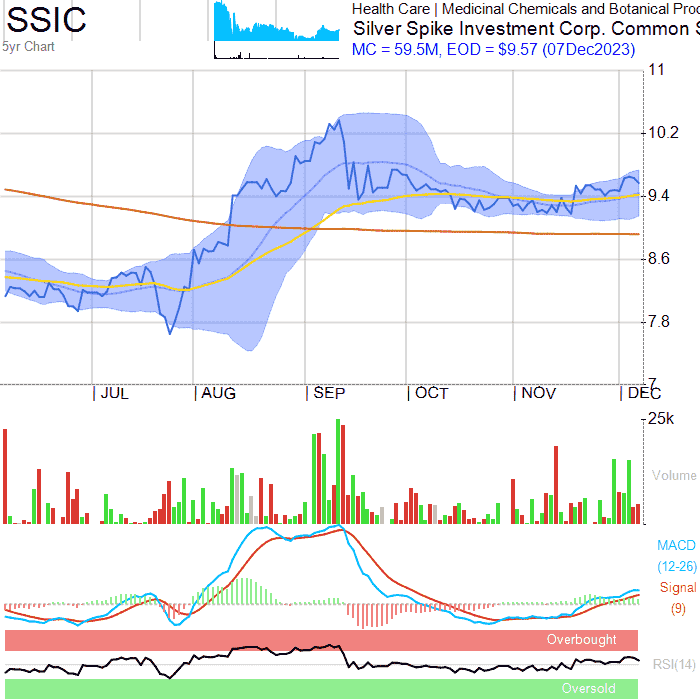 SSIC
5yr Chart
Health Care | Medicinal Chemicals and Botanical Produ
Silver Spike Investment Corp. Common S
MC = 59.5M, EOD = $9.57 (07Dec2023)
11
10.2
9.4
8.6
7.8
7
JUL AUG SEP OCT NOV DEC
25k
Volume
MACD
(12-26)
Signal
(9)
Overbought
RSI(14)
Oversold